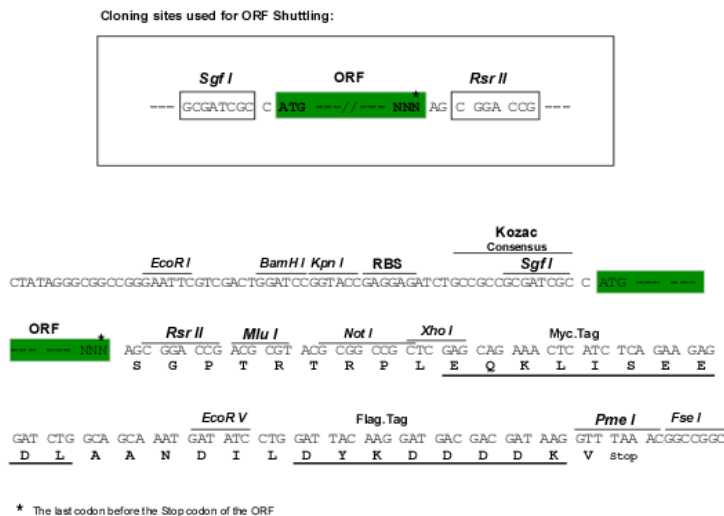 Cloning sites used for ORF Shuttling:
Sgf I ORF Rsr II
--- GCGATCGC C ATG ---//--- NNN* AG C GGA CCG ---
Kozac
Consensus
EcoR I BamH I Kpn I RBS Sgf I
CTATAGGGCGGCCGGGAATTCGTCGACTGGATCCGGTACCGAGGAGATCTGCCGCCGCGATCGC C ATG --- ---
ORF Rsr II Mlu I Not I Xho I Myc.Tag
--- --- NNN* AGC GGA CCG ACG CGT ACG CGG CCG CTC GAG CAG AAA CTC ATC TCA GAA GAG
S G P T R T R P L E Q K L I S E E
EcoR V Flag.Tag Pme I Fse I
GAT CTG GCA GCA AAT GAT ATC CTG GAT TAC AAG GAT GAC GAC GAT AAG GTT TAA ACGGCCGGC
D L A A N D I L D Y K D D D D K V Stop
* The last codon before the Stop codon of the ORF